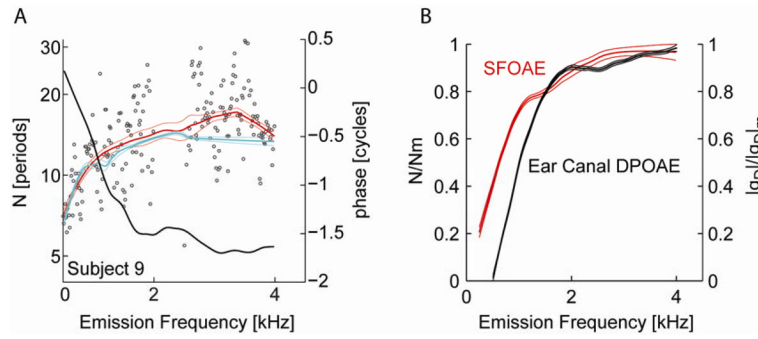 A
30
20
10
5
N [periods]
Subject 9
0
2
4
Emission Frequency [kHz]
0.5
0
−0.5
−1
−1.5
−2
phase [cycles]
B
1
0.8
0.6
0.4
0.2
0
N/Nm
SFOAE
Ear Canal DPOAE
0
2
4
Emission Frequency [kHz]
1
0.8
0.6
0.4
0.2
0